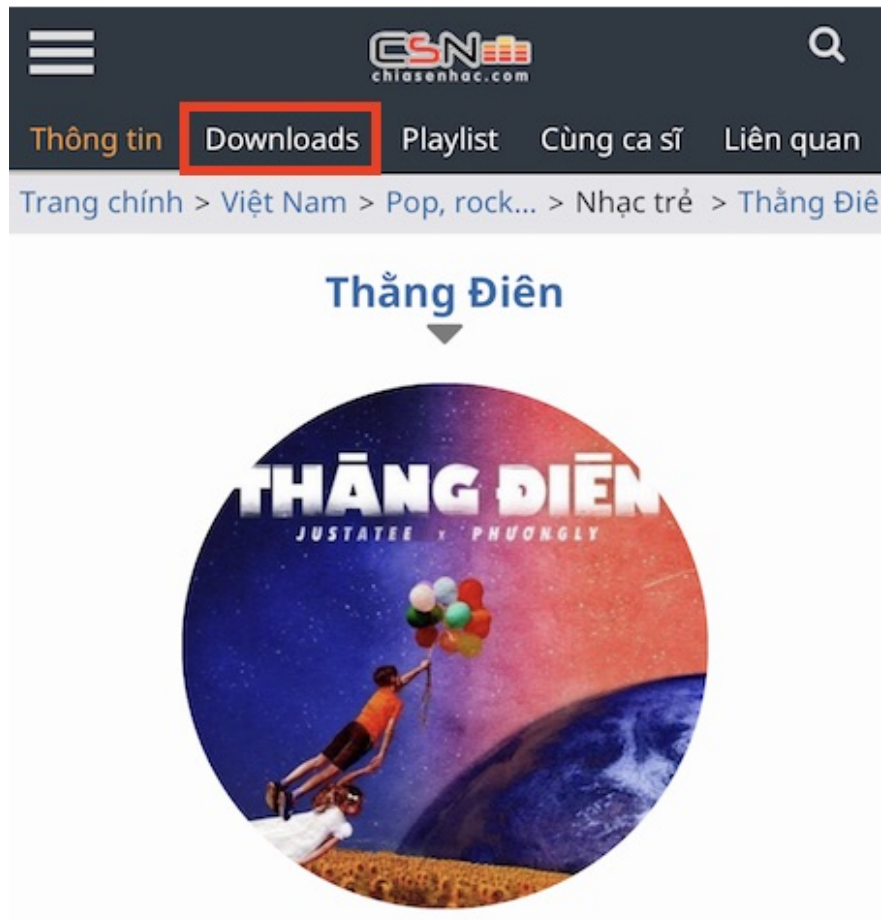 CSN
chiasenhac.com
Thông tin Downloads Playlist Cùng ca sĩ Liên quan
Trang chính > Việt Nam > Pop, rock... > Nhạc trẻ > Thằng Điê
Thằng Điên
THẰNG ĐIÊN
JUSTATEE x PHƯƠNGLY